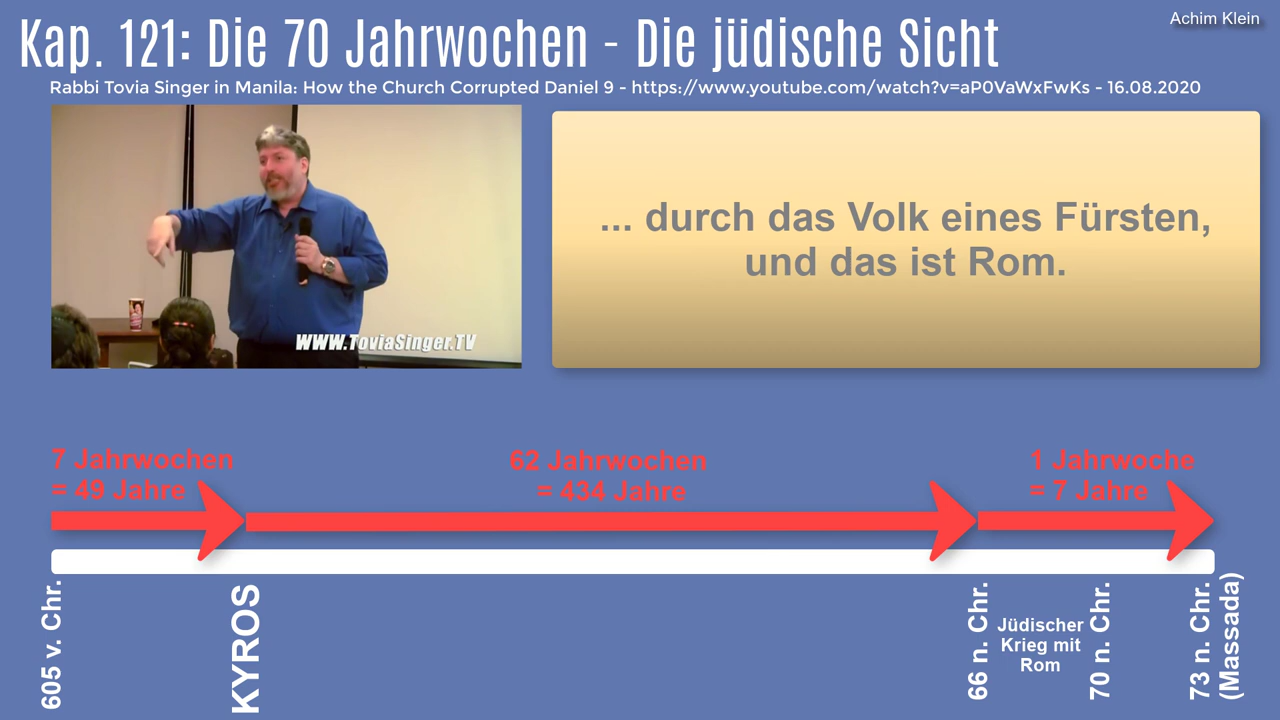 Achim Klein
Kap. 121: Die 70 Jahrwochen - Die jüdische Sicht
Rabbi Tovia Singer in Manila: How the Church Corrupted Daniel 9 - https://www.youtube.com/watch?v=aP0VaWxFwKs - 16.08.2020
WWW.ToviaSinger.TV
... durch das Volk eines Fürsten,
und das ist Rom.
7 Jahrwochen
= 49 Jahre
62 Jahrwochen
= 434 Jahre
1 Jahrwoche
= 7 Jahre
605 v. Chr.
KYROS
66 n. Chr.
Jüdischer
Krieg mit
Rom
70 n. Chr.
73 n. Chr.
(Massada)